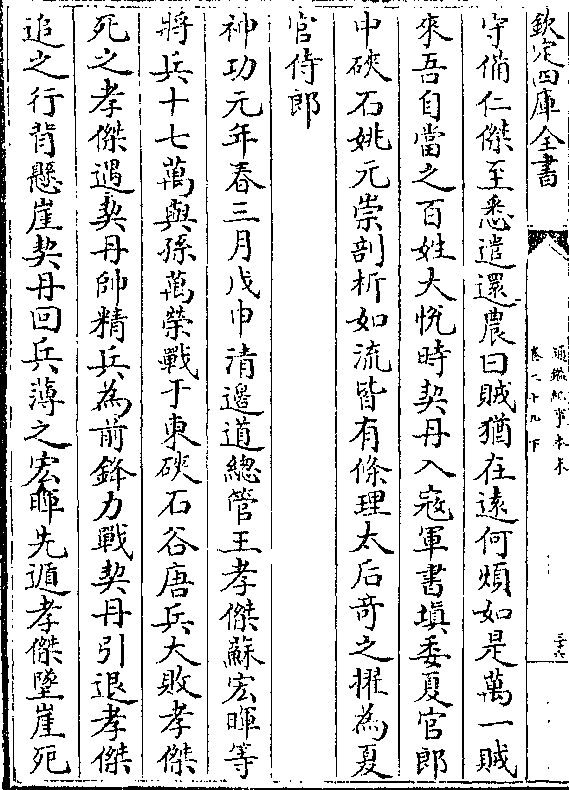 欽定四庫全書
通鑑紀事本末
卷二十九下
三十六
守備仁傑至悉遣還農曰賊猶在遠何煩如是萬一賊
來吾自當之百姓大悅時契丹入寇軍書填委夏官郎
中硤石姚元崇剖析如流皆有條理太后奇之擢為夏
官侍郎
神功元年春三月戊申清邊道總管王孝傑蘇宏暉等
將兵十七萬與孫萬榮戰于東硤石谷唐兵大敗孝傑
死之孝傑遇契丹帥精兵為前鋒力戰契丹引退孝傑
追之行背懸崖契丹回兵薄之宏暉先遁孝傑墜崖死